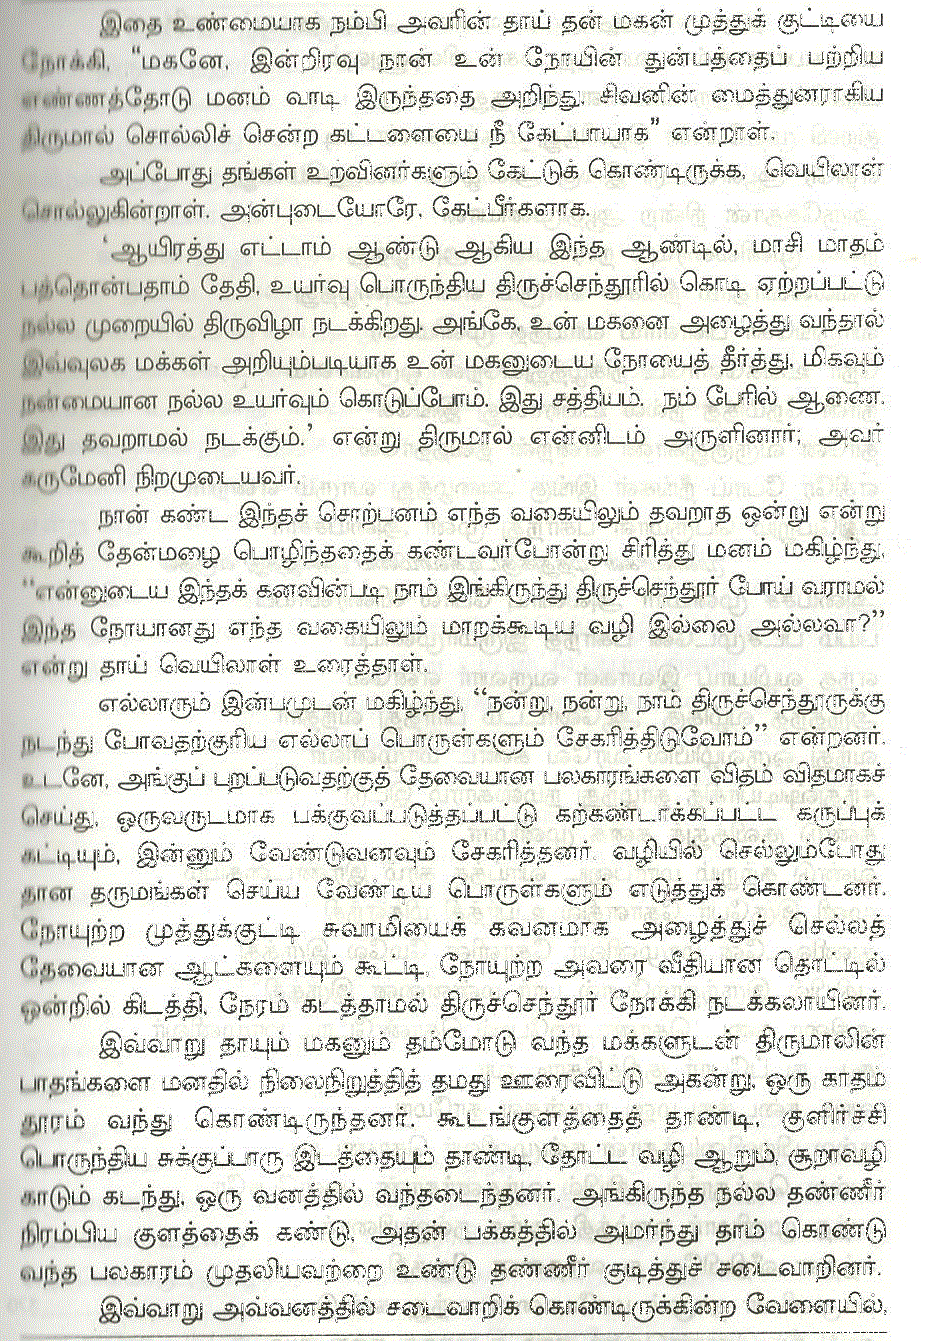 இதை உண்மையாக நம்பி அவரின் தாய் தன் மகன் முத்துக் குட்டியை
நோக்கி, “மகனே, இன்றிரவு நான் உன் நோயின் துன்பத்தைப் பற்றிய
எண்ணத்தோடு மனம் வாடி இருந்ததை அறிந்து, சிவனின் மைத்துனராகிய
திருமால் சொல்லிச் சென்ற கட்டளையை நீ கேட்பாயாக” என்றாள்.
அப்போது தங்கள் உறவினர்களும் கேட்டுக் கொண்டிருக்க, வெயிலாள்
சொல்லுகின்றாள். அன்புடையோரே, கேட்பீர்களாக.
‘ஆயிரத்து எட்டாம் ஆண்டு ஆகிய இந்த ஆண்டில், மாசி மாதம்
பத்தொன்பதாம் தேதி, உயர்வு பொருந்திய திருச்செந்தூரில் கொடி ஏற்றப்பட்டு
நல்ல முறையில் திருவிழா நடக்கிறது. அங்கே, உன் மகனை அழைத்து வந்தால்
இவ்வுலக மக்கள் அறியும்படியாக உன் மகனுடைய நோயைத் தீர்த்து, மிகவும்
நன்மையான நல்ல உயர்வும் கொடுப்போம். இது சத்தியம். நம் பேரில் ஆணை.
இது தவறாமல் நடக்கும்.’ என்று திருமால் என்னிடம் அருளினார்; அவர்
கருமேனி நிறமுடையவர்.
நான் கண்ட இந்தச் சொற்பனம் எந்த வகையிலும் தவறாத ஒன்று என்று
கூறித் தேன்மழை பொழிந்ததைக் கண்டவர்போன்று சிரித்து மனம் மகிழ்ந்து,
“என்னுடைய இந்தக் கனவின்படி நாம் இங்கிருந்து திருச்செந்தூர் போய் வராமல்
இந்த நோயானது எந்த வகையிலும் மாறக்கூடிய வழி இல்லை அல்லவா?”
என்று தாய் வெயிலாள் உரைத்தாள்.
எல்லாரும் இன்பமுடன் மகிழ்ந்து, “நன்று, நன்று, நாம் திருச்செந்தூருக்கு
நடந்து போவதற்குரிய எல்லாப் பொருள்களும் சேகரித்திடுவோம்” என்றனர்.
உடனே, அங்குப் புறப்படுவதற்குத் தேவையான பலகாரங்களை விதம் விதமாகச்
செய்து, ஒருவருடமாக பக்குவப்படுத்தப்பட்டு கற்கண்டாக்கப்பட்ட கருப்புக்
கட்டியும், இன்னும் வேண்டுவனவும் சேகரித்தனர். வழியில் செல்லும்போது
தான தருமங்கள் செய்ய வேண்டிய பொருள்களும் எடுத்துக் கொண்டனர்.
நோயுற்ற முத்துக்குட்டி சுவாமியைக் கவனமாக அழைத்துச் செல்லத்
தேவையான ஆட்களையும் கூட்டி, நோயுற்ற அவரை வீதியான தொட்டில்
ஒன்றில் கிடத்தி, நேரம் கடத்தாமல் திருச்செந்தூர் நோக்கி நடக்கலாயினர்.
இவ்வாறு தாயும் மகனும் தம்மோடு வந்த மக்களுடன் திருமாலின்
பாதங்களை மனதில் நிலைநிறுத்தித் தமது ஊரைவிட்டு அகன்று, ஒரு காதம்
தூரம் வந்து கொண்டிருந்தனர். கூடங்குளத்தைத் தாண்டி, குளிர்ச்சி
பொருந்திய சுக்குப்பாரு இடத்தையும் தாண்டி, தோட்ட வழி ஆறும், சூறாவழி
காடும் கடந்து, ஒரு வனத்தில் வந்தடைந்தனர். அங்கிருந்த நல்ல தண்ணீர்
நிரம்பிய குளத்தைக் கண்டு, அதன் பக்கத்தில் அமர்ந்து தாம் கொண்டு
வந்த பலகாரம் முதலியவற்றை உண்டு தண்ணீர் குடித்துச் சடைவாறினர்.
இவ்வாறு அவ்வனத்தில் சடைவாறிக் கொண்டிருக்கின்ற வேளையில்,